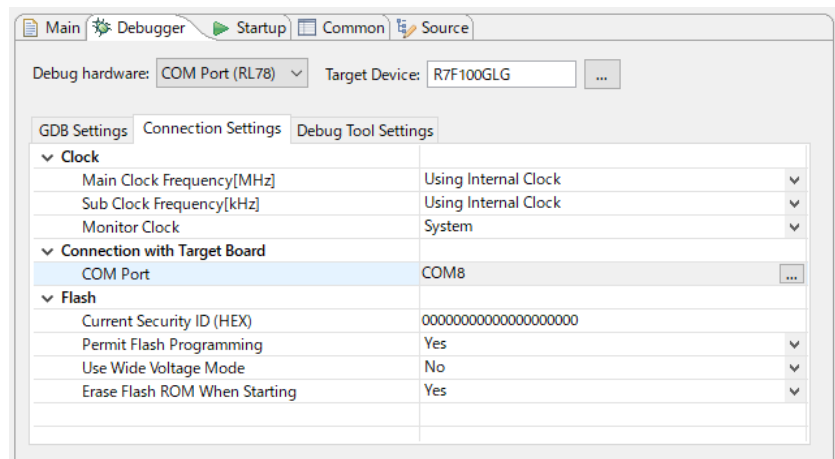 Main Debugger Startup Common Source
Debug hardware: COM Port (RL78) Target Device: R7F100GLG ...
GDB Settings Connection Settings Debug Tool Settings
Clock
Main Clock Frequency[MHz] Using Internal Clock
Sub Clock Frequency[kHz] Using Internal Clock
Monitor Clock System
Connection with Target Board
COM Port COM8 ...
Flash
Current Security ID (HEX) 00000000000000000000
Permit Flash Programming Yes
Use Wide Voltage Mode No
Erase Flash ROM When Starting Yes